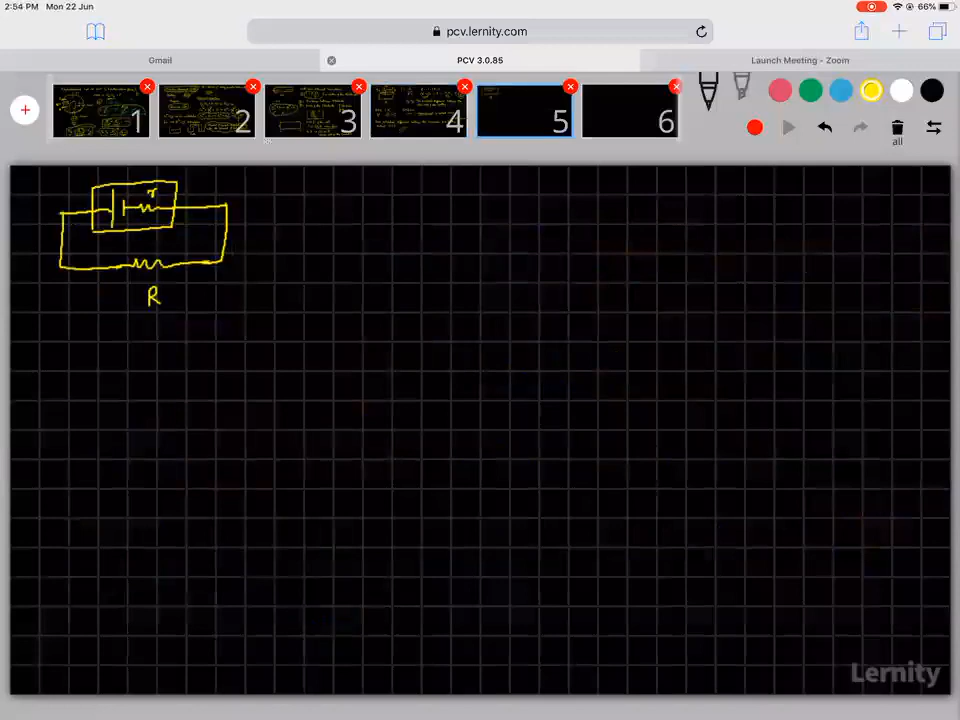 2:54 PM Mon 22 Jun
66%
pcv.lernity.com
Gmail
PCV 3.0.85
Launch Meeting - Zoom
1
2
3
4
5
6
all
r
R
Lernity